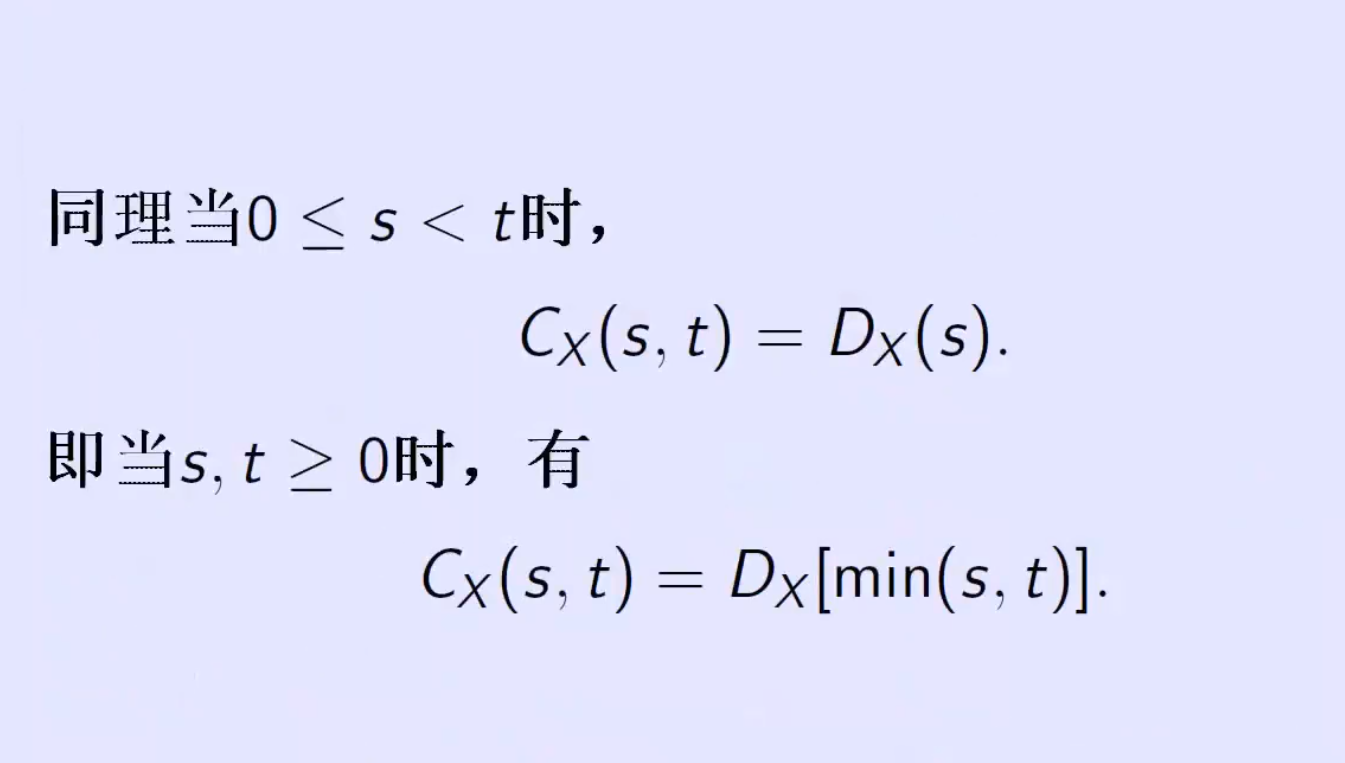 同理当0 ≤ s < t时，
C_X(s, t) = D_X(s).
即当s, t ≥ 0时，有
C_X(s, t) = D_X[min(s, t)].